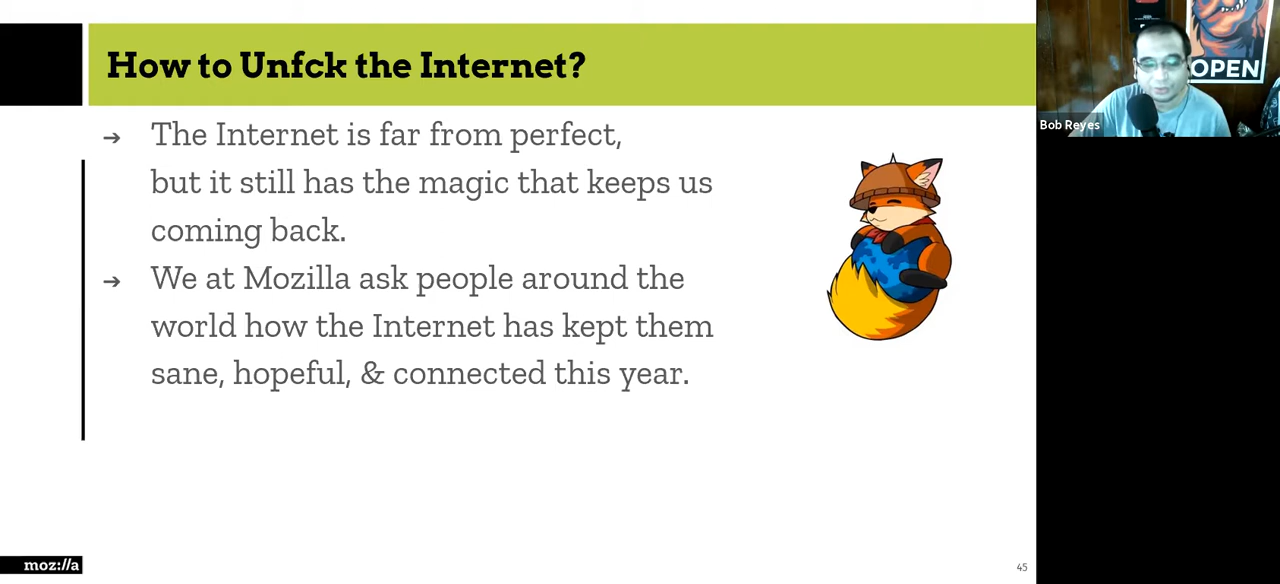 How to Unfck the Internet?
➔ The Internet is far from perfect,
but it still has the magic that keeps us
coming back.
➔ We at Mozilla ask people around the
world how the Internet has kept them
sane, hopeful, & connected this year.
moz://a
45
OPEN
Bob Reyes